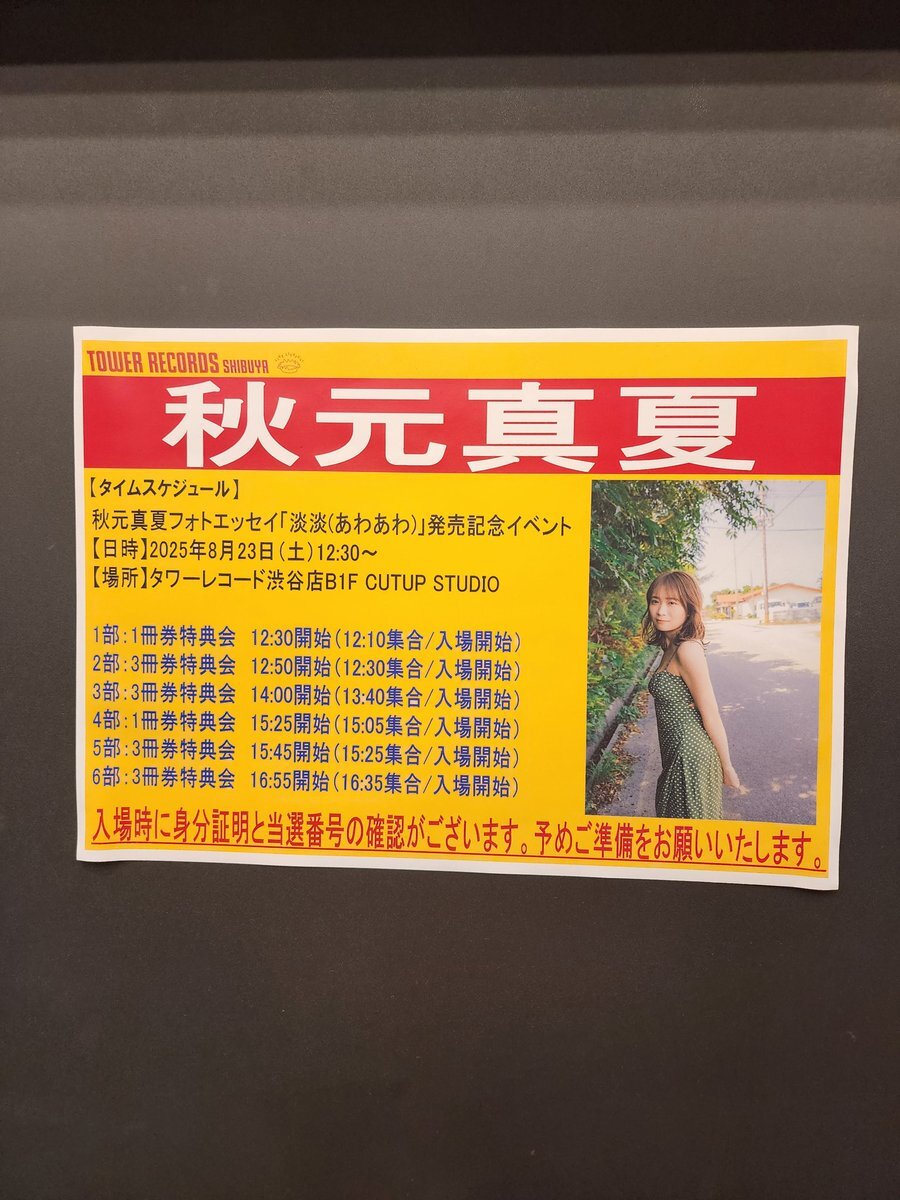 TOWER RECORDS SHIBUYA
秋元真夏
【タイムスケジュール】
秋元真夏フォトエッセイ「淡淡(あわあわ)」発売記念イベント
【日時】2025年8月23日(土)12:30～
【場所】タワーレコード渋谷店B1F CUTUP STUDIO
1部:1冊券特典会 12:30開始(12:10集合/入場開始)
2部:3冊券特典会 12:50開始(12:30集合/入場開始)
3部:3冊券特典会 14:00開始(13:40集合/入場開始)
4部:1冊券特典会 15:25開始(15:05集合/入場開始)
5部:3冊券特典会 15:45開始(15:25集合/入場開始)
6部:3冊券特典会 16:55開始(16:35集合/入場開始)
入場時に身分証明と当選番号の確認がございます。予めご準備をお願いいたします。